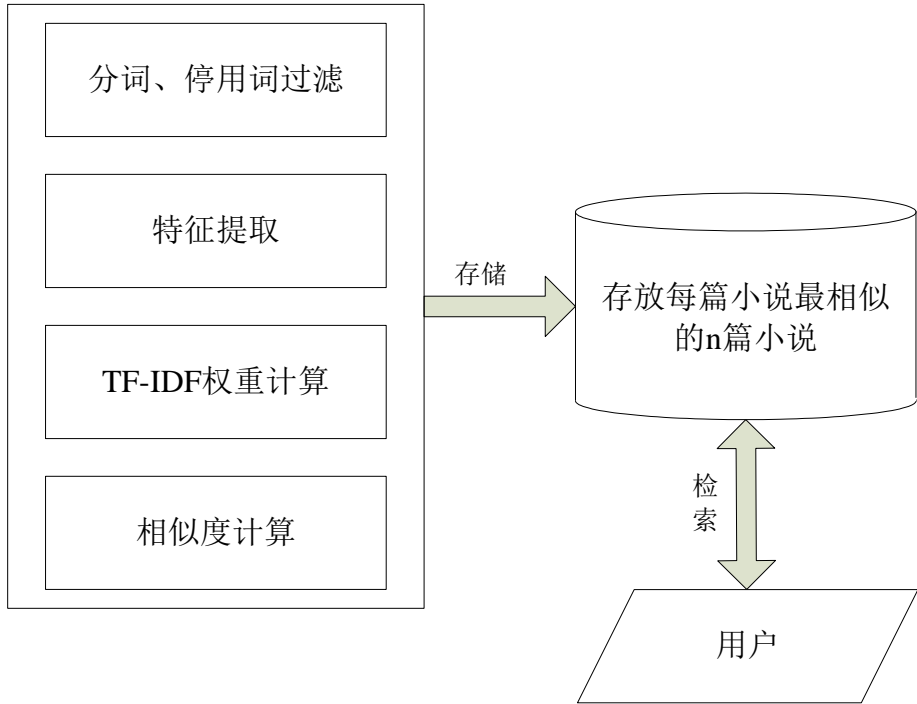 分词、停用词过滤
特征提取
TF-IDF权重计算
相似度计算
存储
存放每篇小说最相似
的n篇小说
检
索
用户